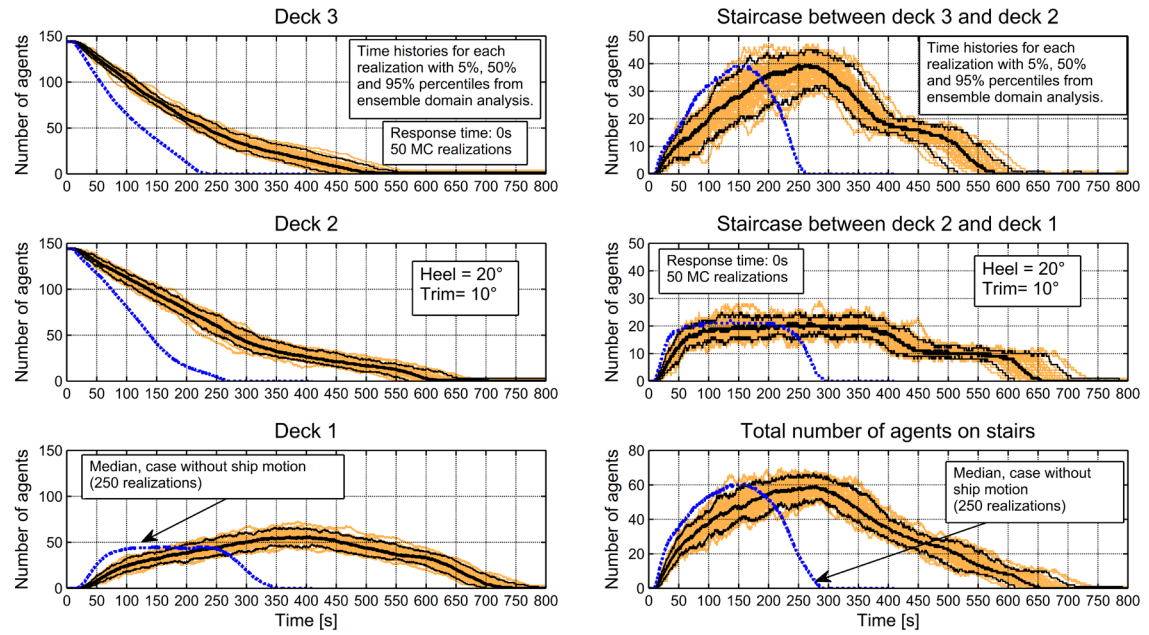 Deck 3
Number of agents
150
100
50
0
Time histories for each
realization with 5%, 50%
and 95% percentiles from
ensemble domain analysis.
Response time: 0s
50 MC realizations
0 50 100 150 200 250 300 350 400 450 500 550 600 650 700 750 800
Staircase between deck 3 and deck 2
Number of agents
50
40
30
20
10
0
Time histories for each
realization with 5%, 50%
and 95% percentiles from
ensemble domain analysis.
0 50 100 150 200 250 300 350 400 450 500 550 600 650 700 750 800
Deck 2
Number of agents
150
100
50
0
Heel = 20°
Trim= 10°
0 50 100 150 200 250 300 350 400 450 500 550 600 650 700 750 800
Staircase between deck 2 and deck 1
Number of agents
50
40
30
20
10
0
Response time: 0s
50 MC realizations
Heel = 20°
Trim= 10°
0 50 100 150 200 250 300 350 400 450 500 550 600 650 700 750 800
Deck 1
Number of agents
150
100
50
0
Median, case without ship motion
(250 realizations)
0 50 100 150 200 250 300 350 400 450 500 550 600 650 700 750 800
Time [s]
Total number of agents on stairs
Number of agents
80
60
40
20
0
Median, case without
ship motion
(250 realizations)
0 50 100 150 200 250 300 350 400 450 500 550 600 650 700 750 800
Time [s]